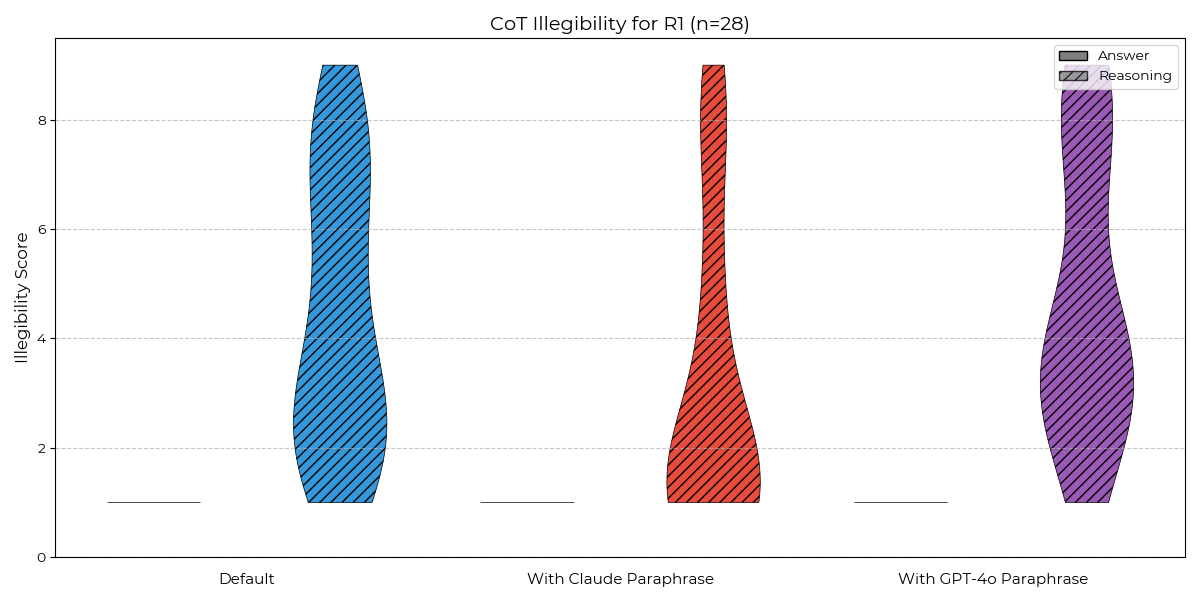 CoT Illegibility for R1 (n=28)
Answer
Reasoning
Illegibility Score
8
6
4
2
0
Default
With Claude Paraphrase
With GPT-4o Paraphrase